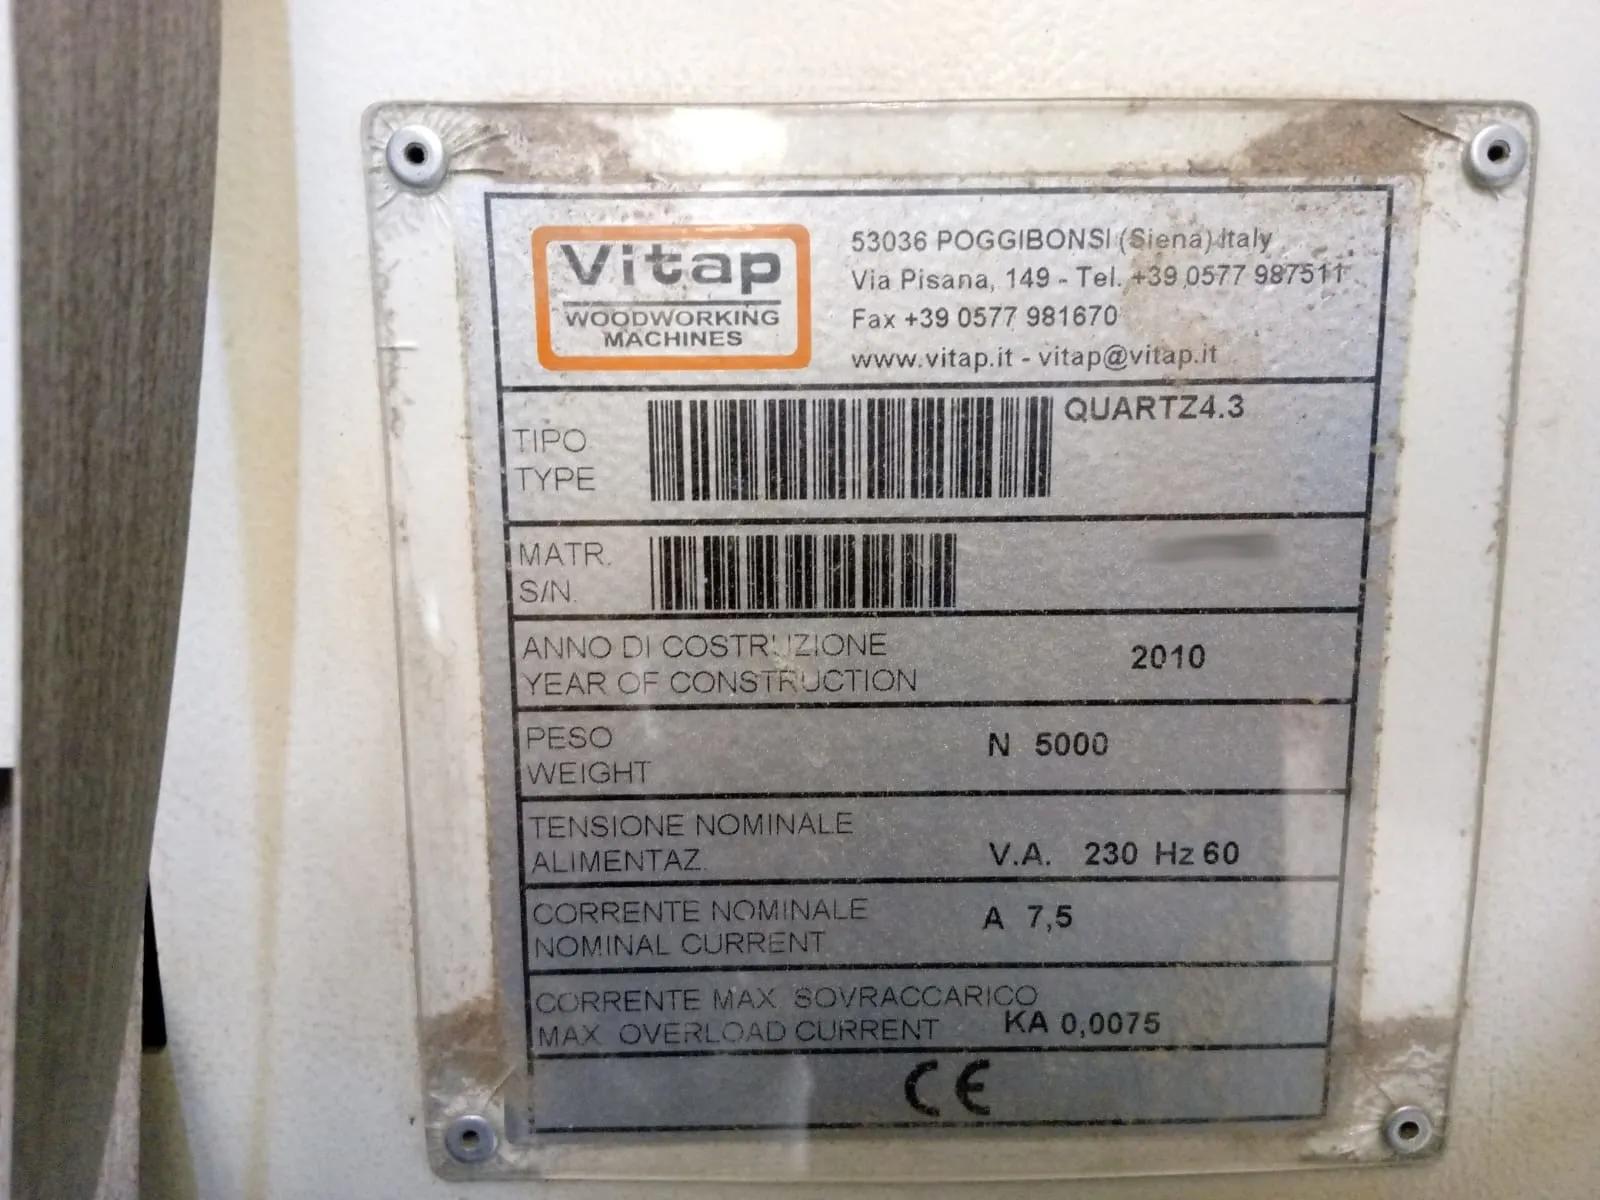 Vitap
WOODWORKING
MACHINES
53036 POGGIBONSI (Siena) Italy
Via Pisana, 149 - Tel. +39 0577 987511
Fax +39 0577 981670
www.vitap.it - vitap@vitap.it
TIPO
TYPE
QUARTZ4.3
MATR.
S/N.
ANNO DI COSTRUZIONE
YEAR OF CONSTRUCTION
2010
PESO
WEIGHT
N 5000
TENSIONE NOMINALE
ALIMENTAZ.
V.A. 230 Hz 60
CORRENTE NOMINALE
NOMINAL CURRENT
A 7,5
CORRENTE MAX. SOVRACCARICO
MAX. OVERLOAD CURRENT
KA 0,0075
CE